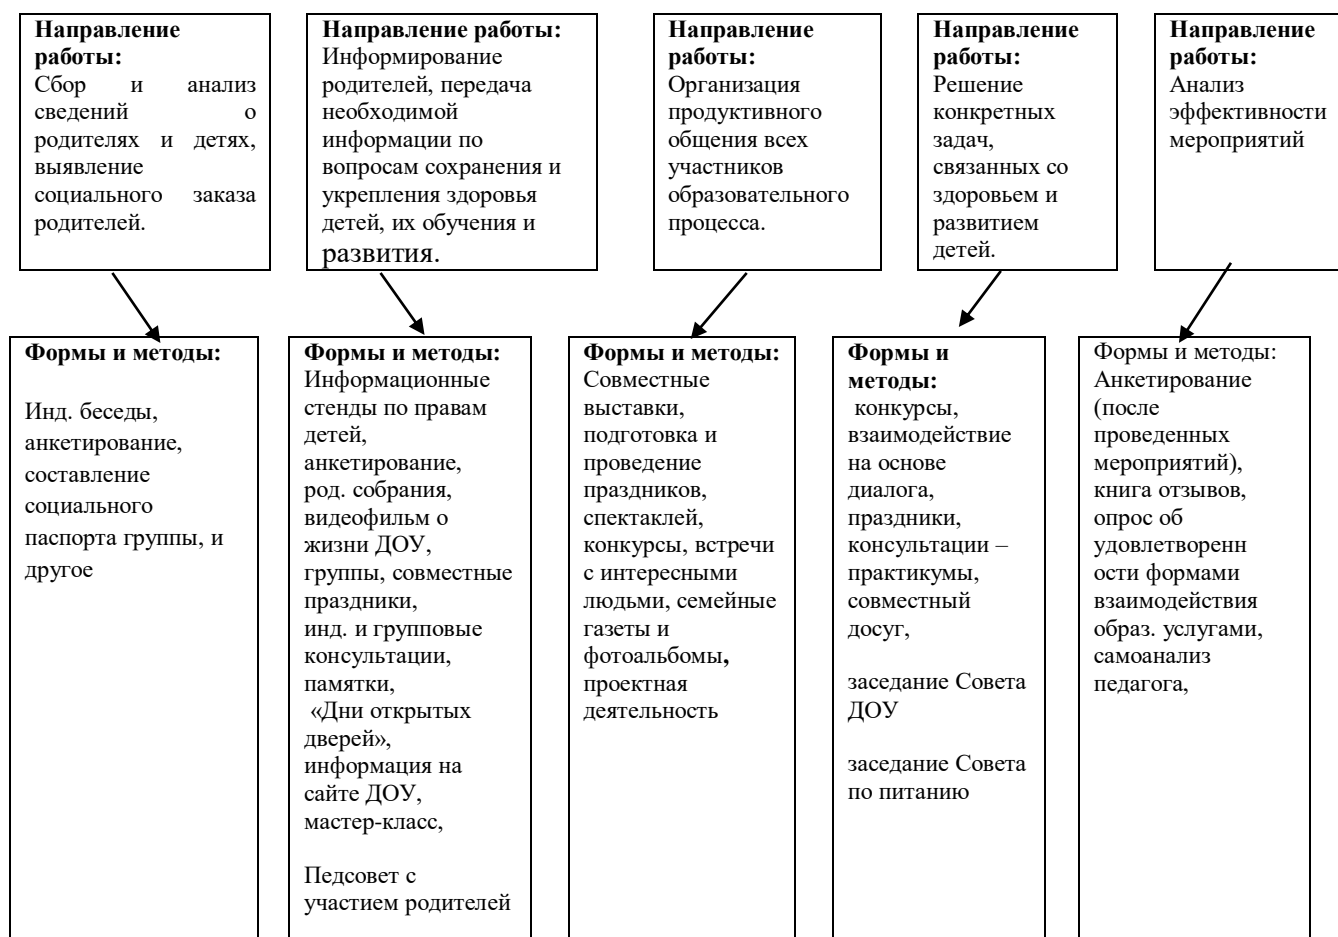 Направление
работы:
Сбор и анализ
сведений о
родителях и детях,
выявление
социального заказа
родителей.
Направление работы:
Информирование
родителей, передача
необходимой
информации по
вопросам сохранения и
укрепления здоровья
детей, их обучения и
развития.
Направление
работы:
Организация
продуктивного
общения всех
участников
образовательного
процесса.
Направление
работы:
Решение
конкретных
задач,
связанных со
здоровьем и
развитием
детей.
Направление
работы:
Анализ
эффективности
мероприятий
Формы и методы:
Инд. беседы,
анкетирование,
составление
социального
паспорта группы, и
другое
Формы и методы:
Информационные
стенды по правам
детей,
анкетирование,
род. собрания,
видеофильм о
жизни ДОУ,
группы, совместные
праздники,
инд. и групповые
консультации,
памятки,
«Дни открытых
дверей»,
информация на
сайте ДОУ,
мастер-класс,
Педсовет с
участием родителей
Формы и методы:
Совместные
выставки,
подготовка и
проведение
праздников,
спектаклей,
конкурсы, встречи
с интересными
людьми, семейные
газеты и
фотоальбомы,
проектная
деятельность
Формы и
методы:
конкурсы,
взаимодействие
на основе
диалога,
праздники,
консультации –
практикумы,
совместный
досуг,
заседание Совета
ДОУ
заседание Совета
по питанию
Формы и методы:
Анкетирование
(после
проведенных
мероприятий),
книга отзывов,
опрос об
удовлетворенн
ости формами
взаимодействия
образ. услугами,
самоанализ
педагога,